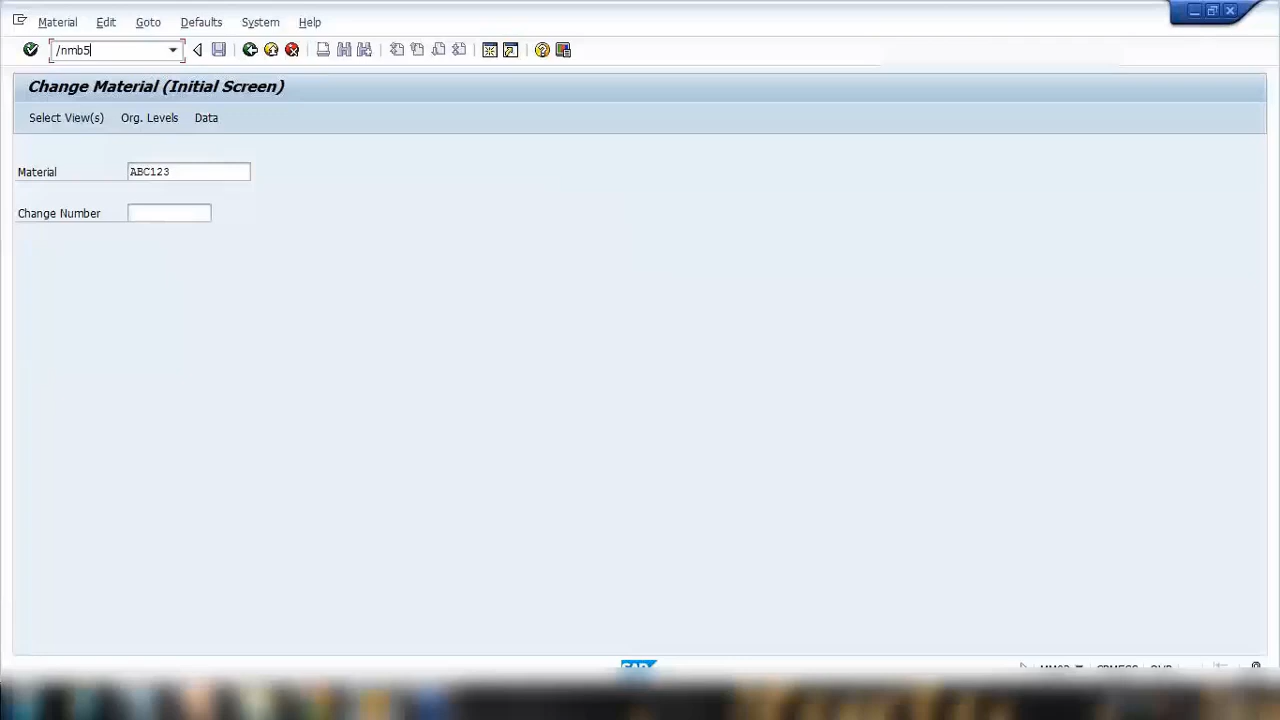 Material Edit Goto Defaults System Help
/nmb5
Change Material (Initial Screen)
Select View(s) Org. Levels Data
Material ABC123
Change Number
SAP